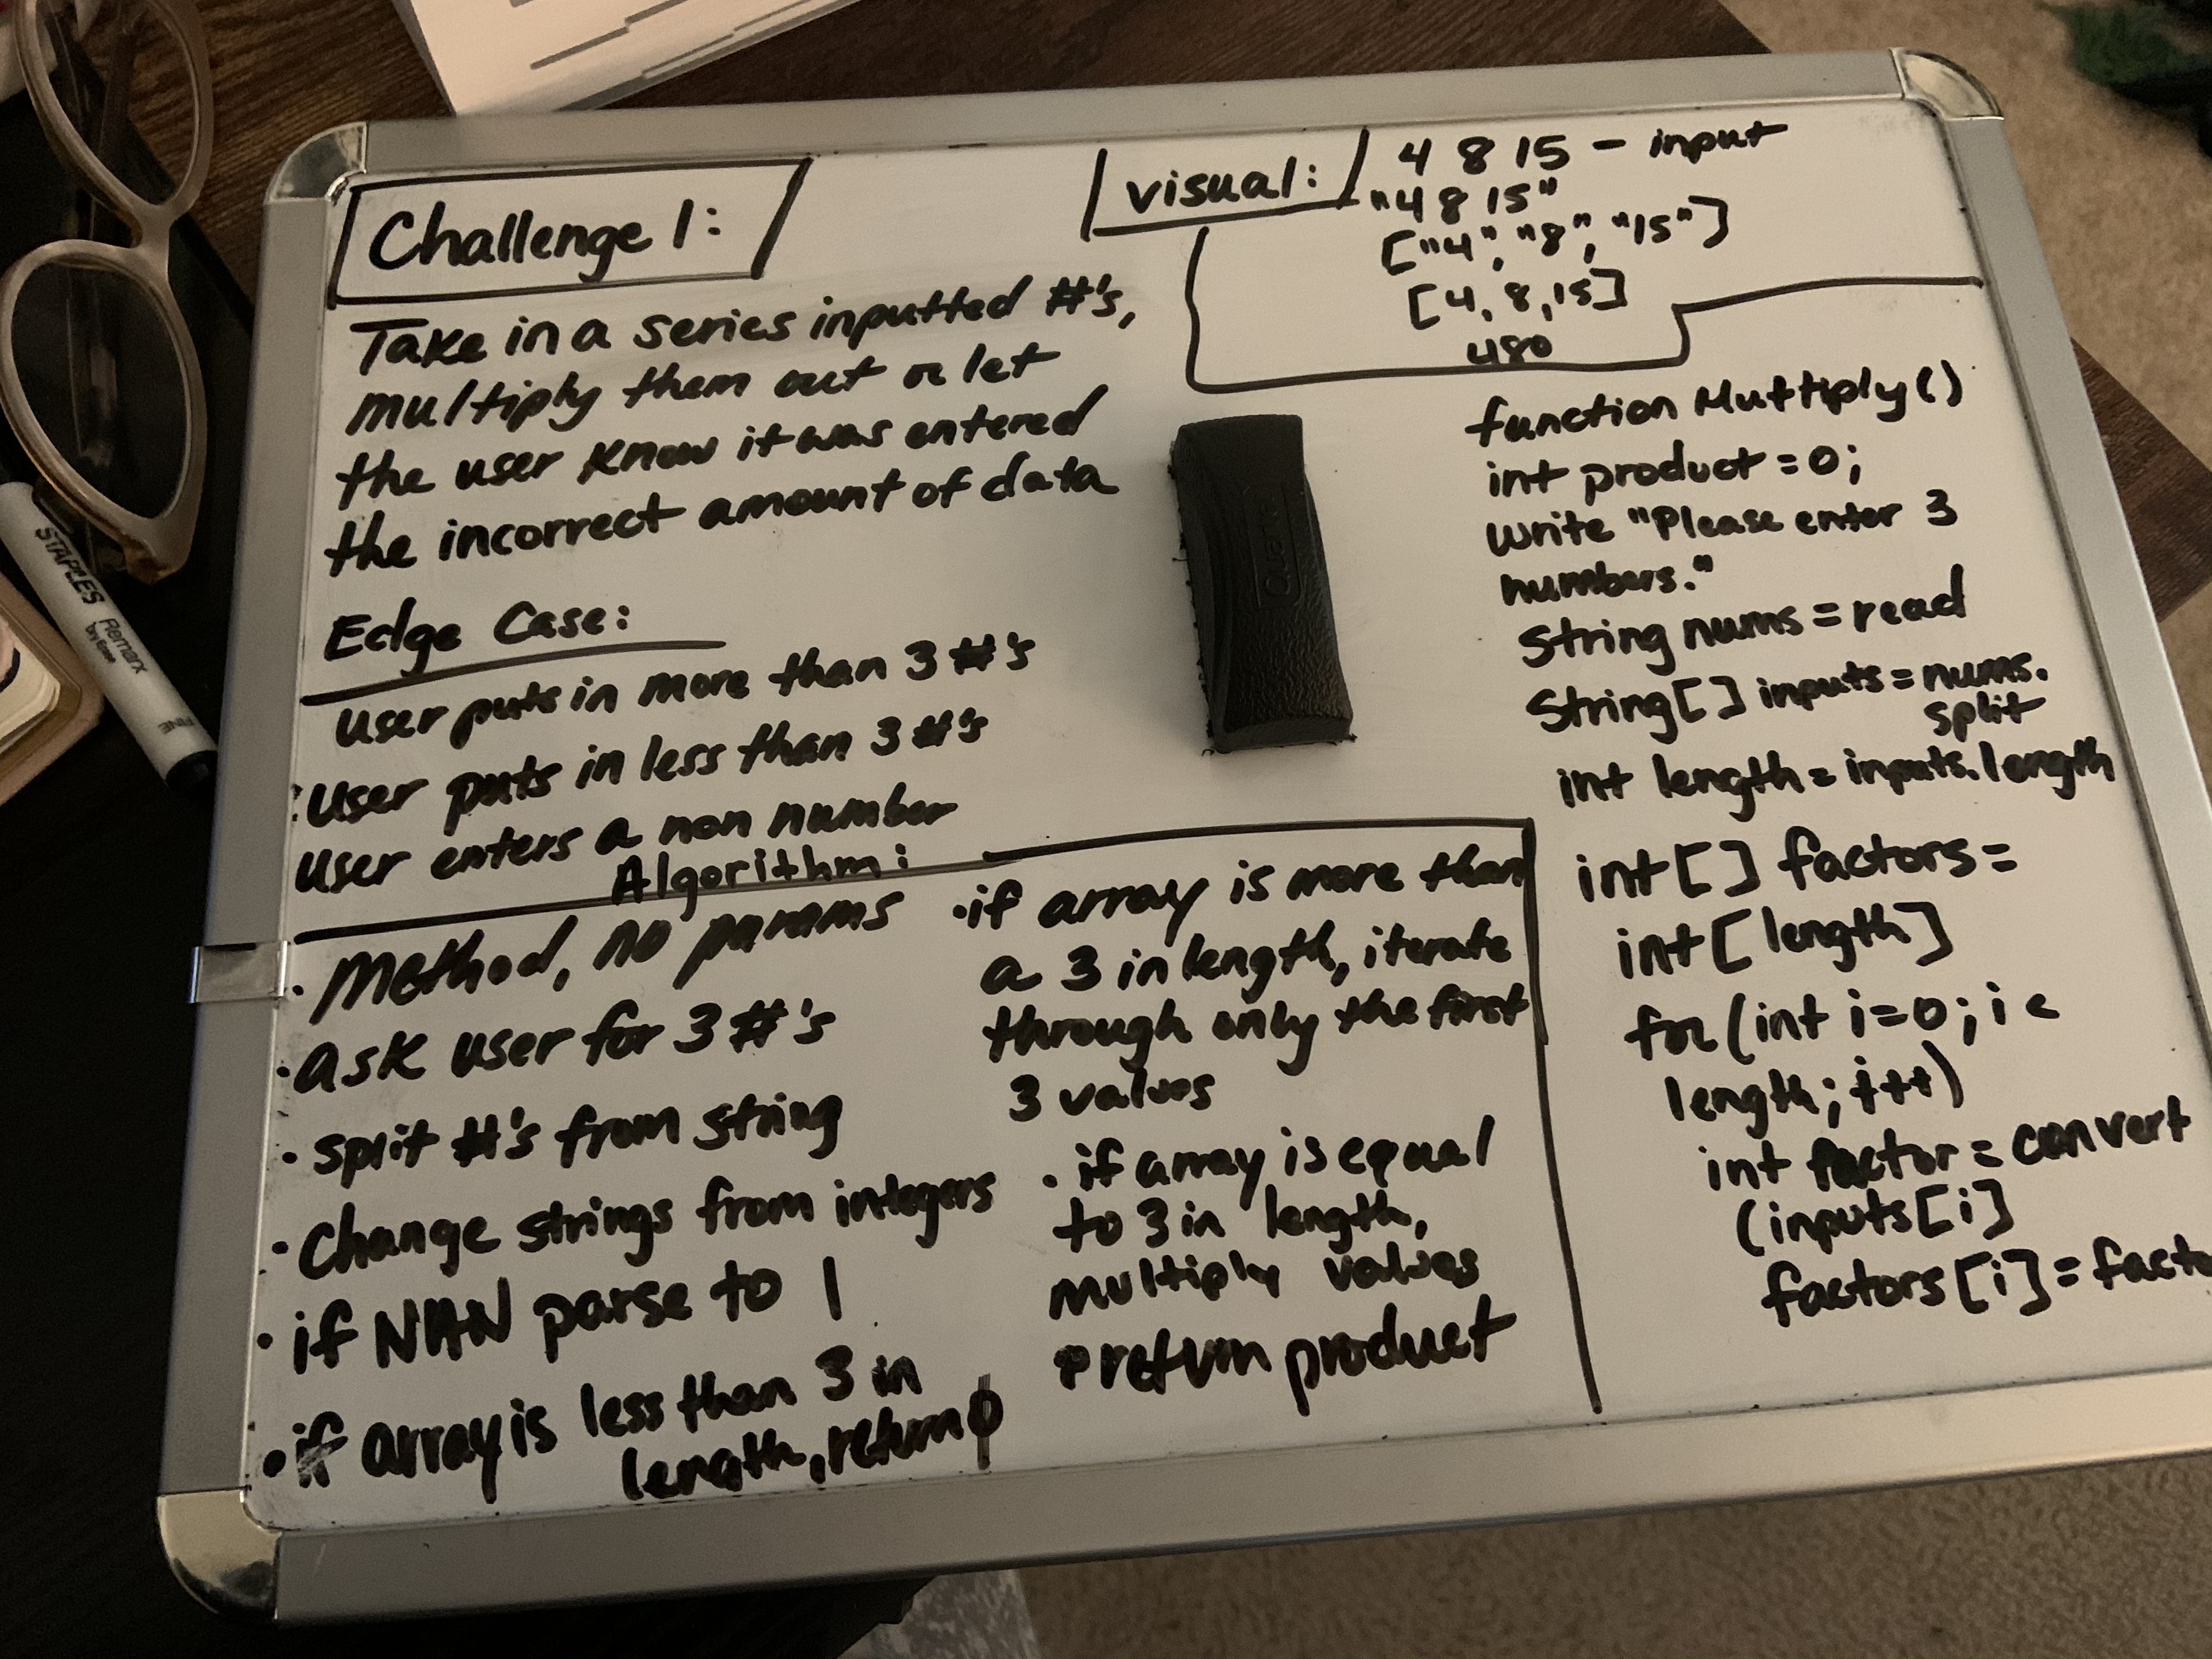 Challenge 1:
Take in a series inputted #'s,
multiply them out or let
the user know it was entered
the incorrect amount of data
Edge Case:
User puts in more than 3 #'s
User puts in less than 3 #'s
User enters a non number
visual:
4 8 15 - input
"4 8 15"
["4", "8", "15"]
[4, 8, 15]
480
Algorithm:
· Method, no params
· ask user for 3 #'s
· split #'s from string
· Change strings from integers
· if NAN parse to 1
· if array is less than 3 in
length, return 0
· if array is more than
a 3 in length, iterate
through only the first
3 values
· if array is equal
to 3 in length,
multiply values
return product
function Multiply()
int product = 0;
write "Please enter 3
numbers."
String nums = read
String[] inputs = nums.
split
int length = inputs.length
int[] factors =
int[length]
for (int i=0; i <
length; i++)
int factor = convert
(inputs[i]
factors[i] = facto
STAPLES
Remarx
FINE
Quartet